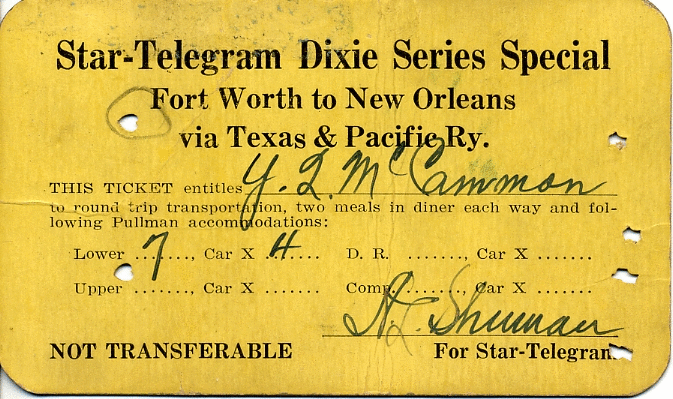 Star-Telegram Dixie Series Special
Fort Worth to New Orleans
via Texas & Pacific Ry.
THIS TICKET entitles Y. Q. McCammon
to round trip transportation, two meals in diner each way and fol-
lowing Pullman accommodations:
Lower 7 ......, Car X 4 ...... D. R. ......., Car X .......
Upper ......., Car X ....... Comp. ......., Car X .......
A. L. Shuman
NOT TRANSFERABLE For Star-Telegram.